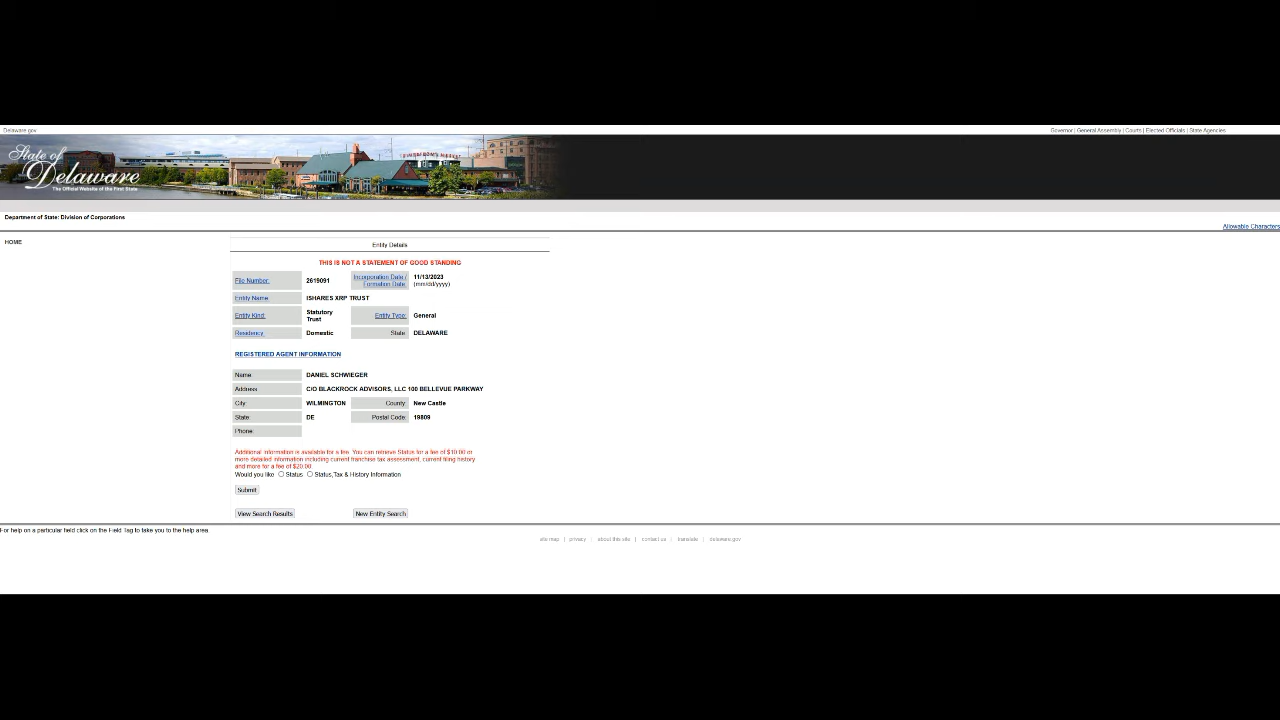 Delaware.gov
Governor | General Assembly | Courts | Elected Officials | State Agencies
State of
Delaware
The Official Website of the First State
Department of State: Division of Corporations
Allowable Characters
HOME
Entity Details
THIS IS NOT A STATEMENT OF GOOD STANDING
File Number: 2619091 Incorporation Date / Formation Date: 11/13/2023 (mm/dd/yyyy)
Entity Name: ISHARES XRP TRUST
Entity Kind: Statutory Trust Entity Type: General
Residency: Domestic State: DELAWARE
REGISTERED AGENT INFORMATION
Name: DANIEL SCHWIEGER
Address: C/O BLACKROCK ADVISORS, LLC 100 BELLEVUE PARKWAY
City: WILMINGTON County: New Castle
State: DE Postal Code: 19809
Phone:
Additional Information is available for a fee. You can retrieve Status for a fee of $10.00 or
more detailed information including current franchise tax assessment, current filing history
and more for a fee of $20.00.
Would you like Status Status,Tax & History Information
Submit
View Search Results New Entity Search
For help on a particular field click on the Field Tag to take you to the help area.
site map | privacy | about this site | contact us | translate | delaware.gov